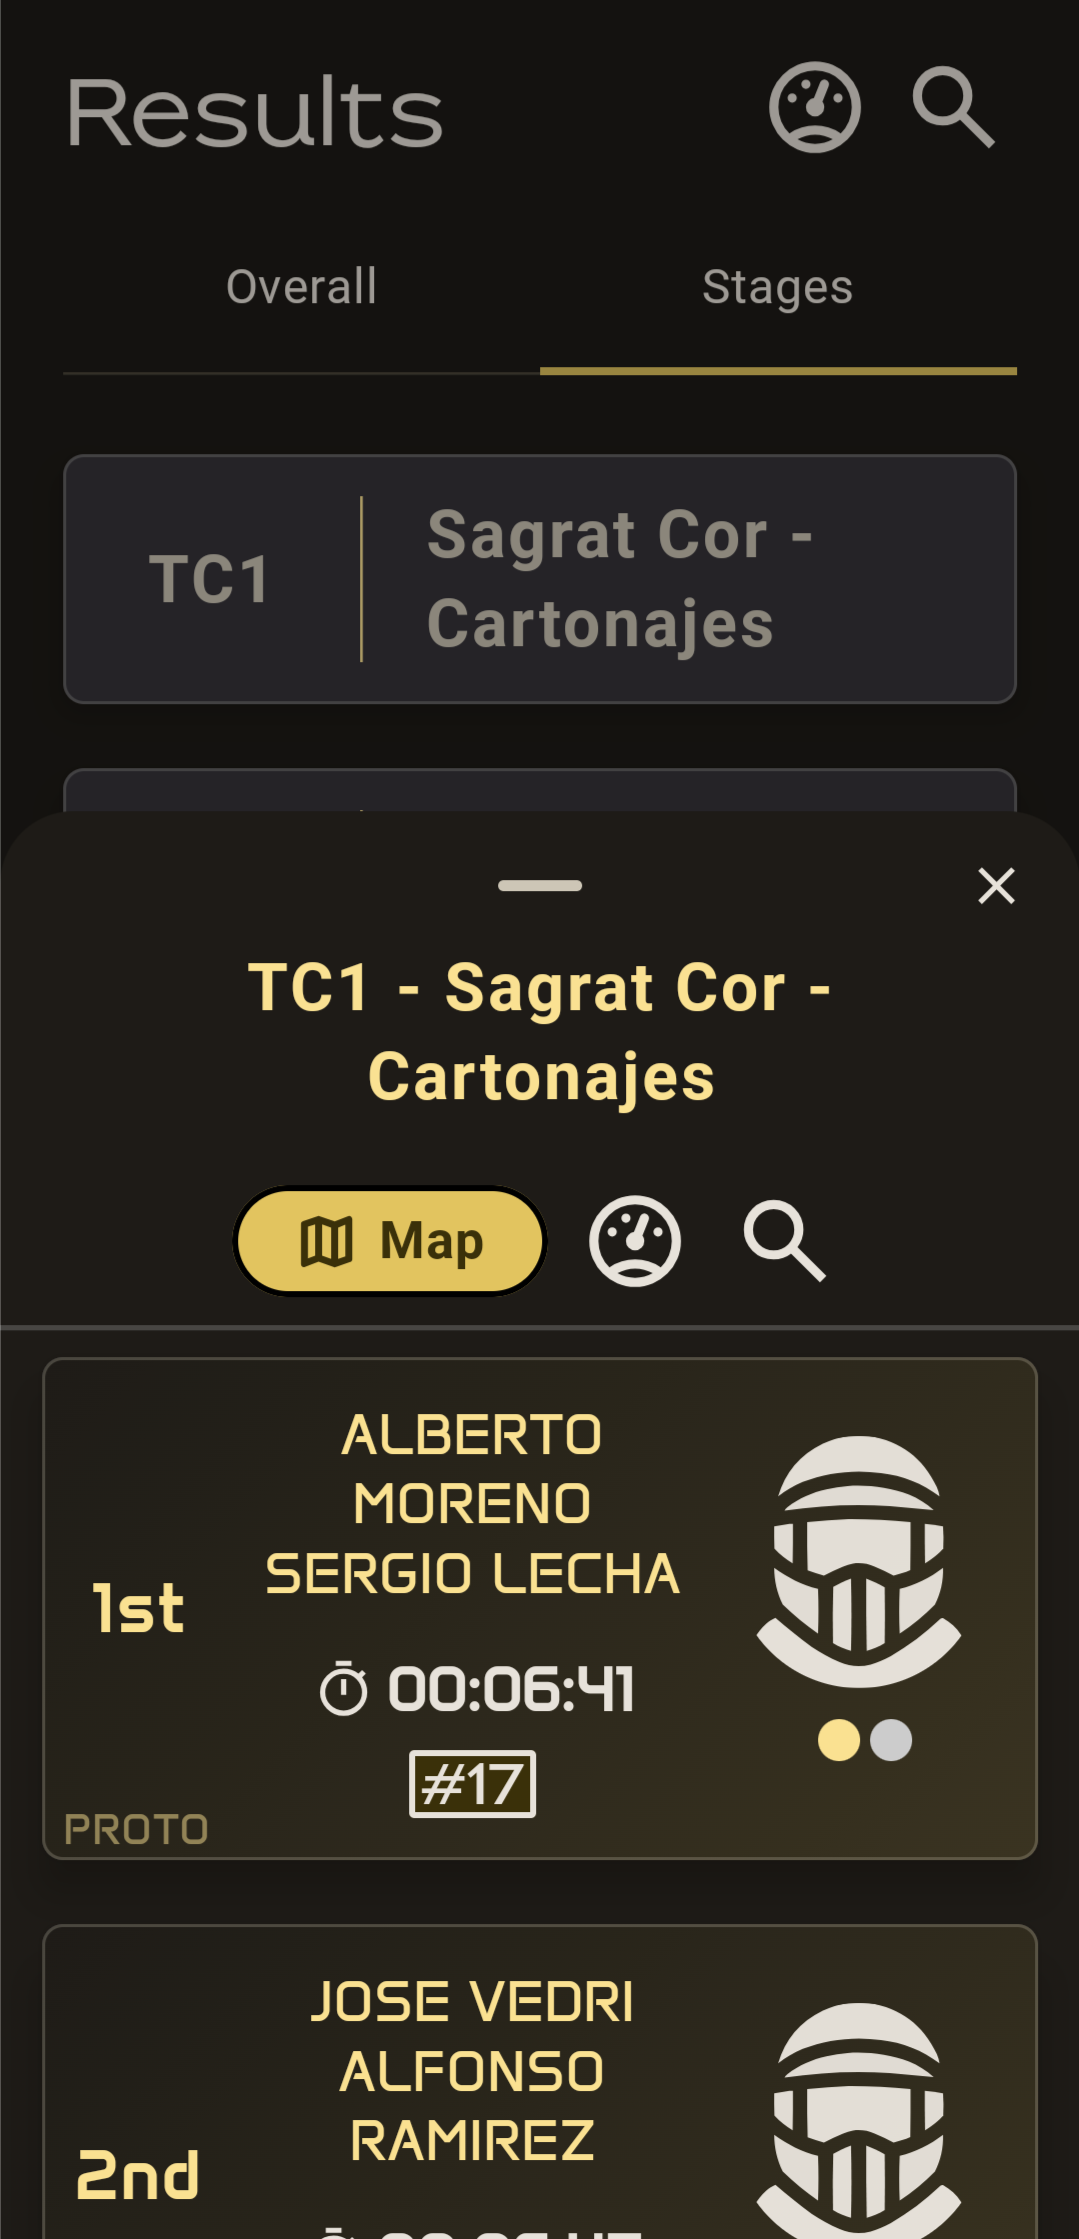 Results
Overall
Stages
TC1
Sagrat Cor -
Cartonajes
TC1 - Sagrat Cor -
Cartonajes
Map
ALBERTO
MORENO
SERGIO LECHA
1st
00:06:41
#17
PROTO
JOSE VEDRI
ALFONSO
RAMIREZ
2nd